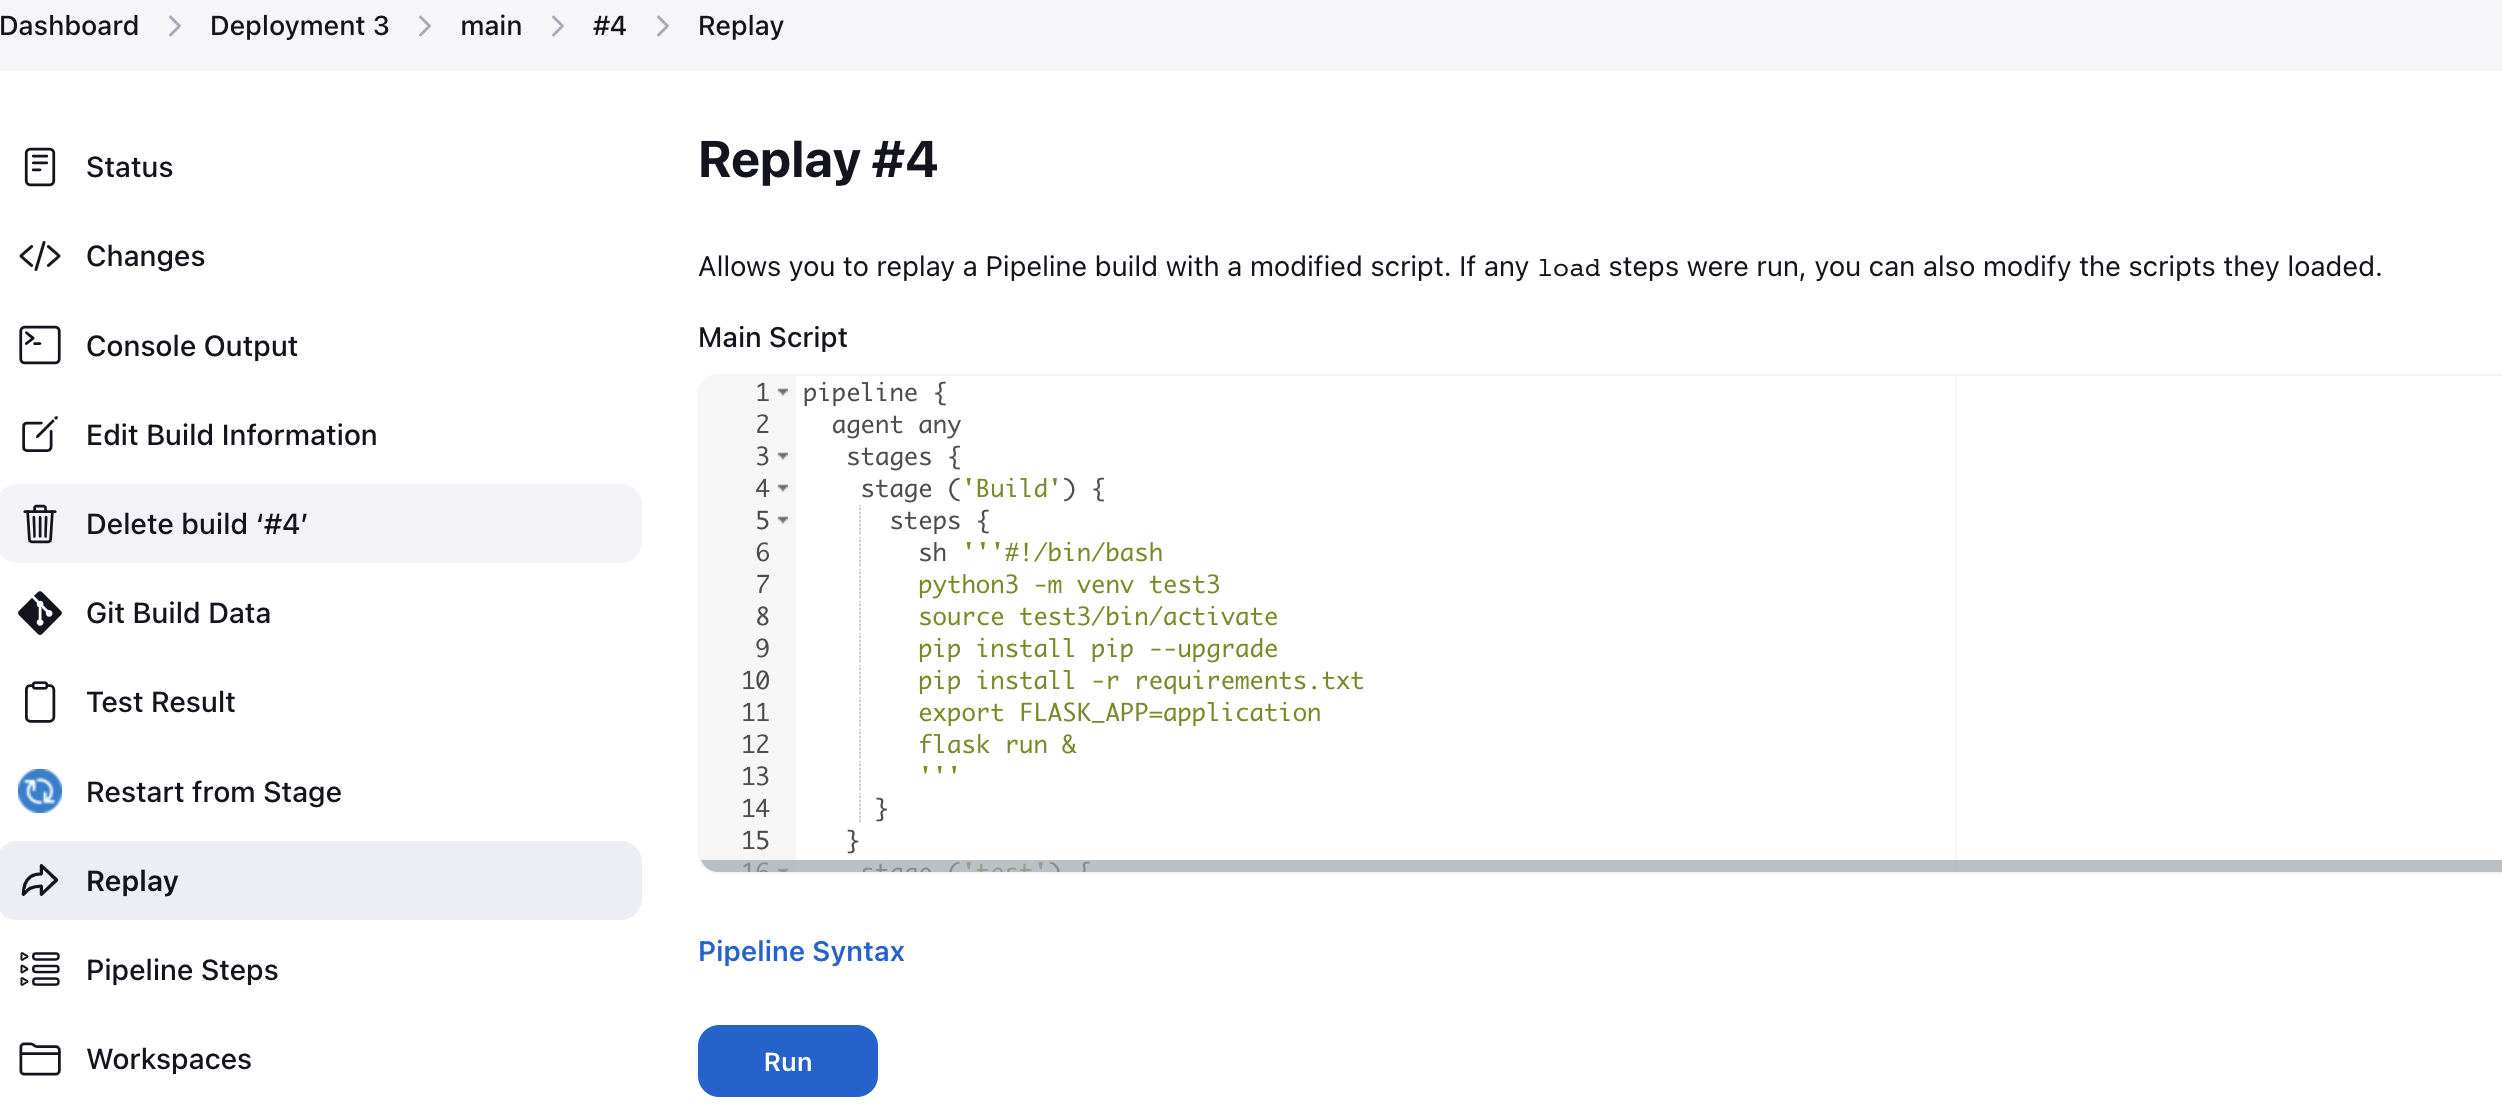 Dashboard > Deployment 3 > main > #4 > Replay
Status
Changes
Console Output
Edit Build Information
Delete build ‘#4’
Git Build Data
Test Result
Restart from Stage
Replay
Pipeline Steps
Workspaces
Replay #4
Allows you to replay a Pipeline build with a modified script. If any load steps were run, you can also modify the scripts they loaded.
Main Script
1 pipeline {
2   agent any
3    stages {
4     stage ('Build') {
5       steps {
6         sh '''#!/bin/bash
7         python3 -m venv test3
8         source test3/bin/activate
9         pip install pip --upgrade
10         pip install -r requirements.txt
11         export FLASK_APP=application
12         flask run &
13         '''
14      }
15    }
16     stage ('test') {
Pipeline Syntax
Run